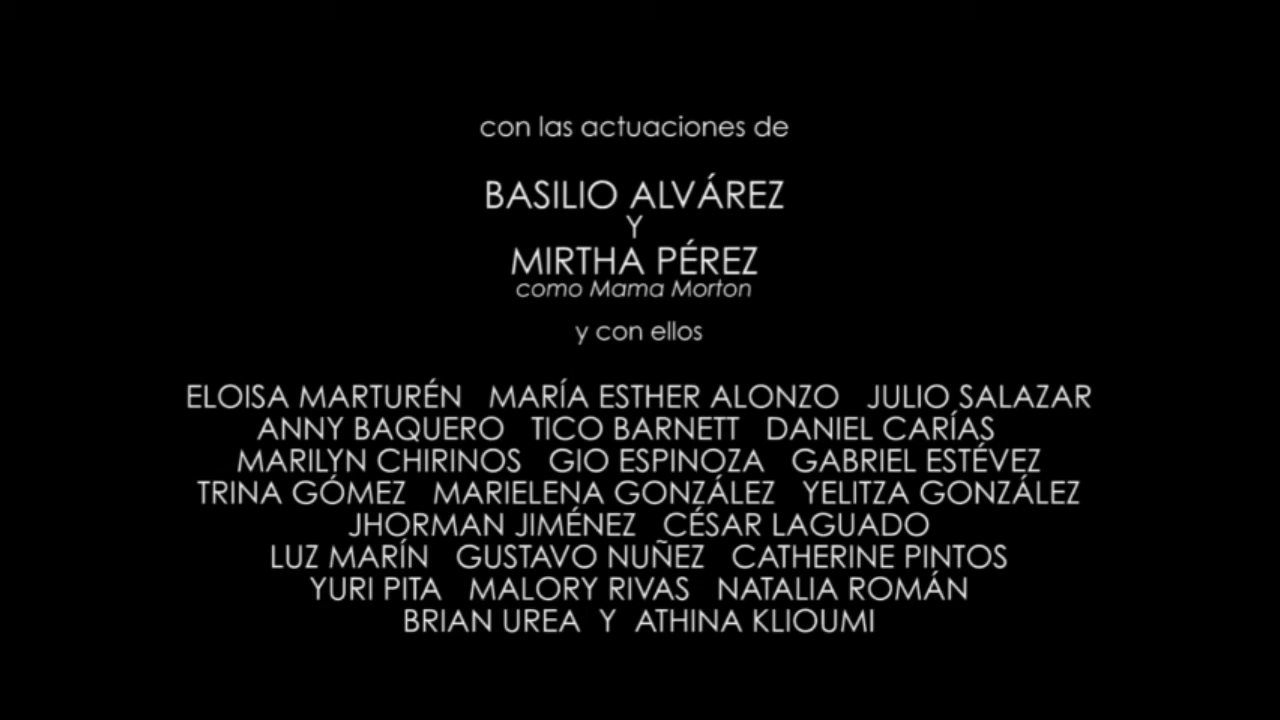 con las actuaciones de
BASILIO ALVÁREZ
Y
MIRTHA PÉREZ
como Mama Morton
y con ellos
ELOISA MARTURÉN MARÍA ESTHER ALONZO JULIO SALAZAR
ANNY BAQUERO TICO BARNETT DANIEL CARÍAS
MARILYN CHIRINOS GIO ESPINOZA GABRIEL ESTÉVEZ
TRINA GÓMEZ MARIELENA GONZÁLEZ YELITZA GONZÁLEZ
JHORMAN JIMÉNEZ CÉSAR LAGUADO
LUZ MARÍN GUSTAVO NUÑEZ CATHERINE PINTOS
YURI PITA MALORY RIVAS NATALIA ROMÁN
BRIAN UREA Y ATHINA KLIOUMI